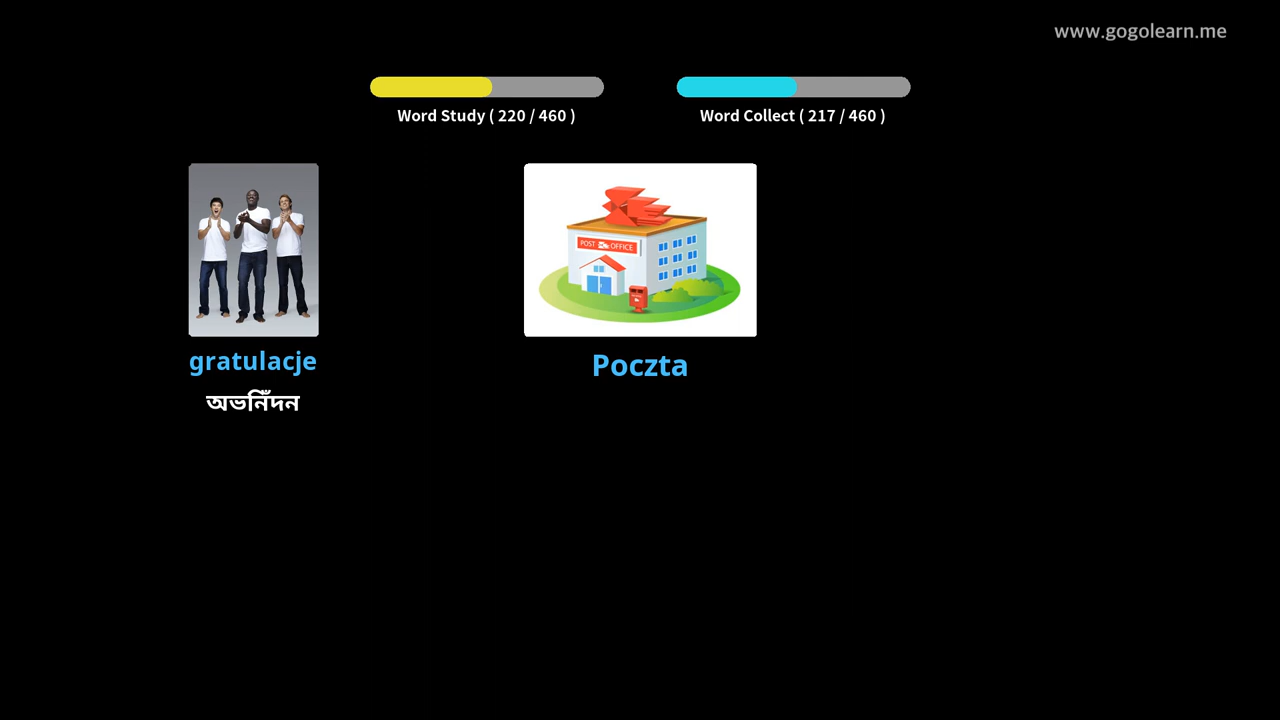 www.gogolearn.me
Word Study ( 220 / 460 )
Word Collect ( 217 / 460 )
POST OFFICE
gratulacje
Poczta
অভিনন্দন